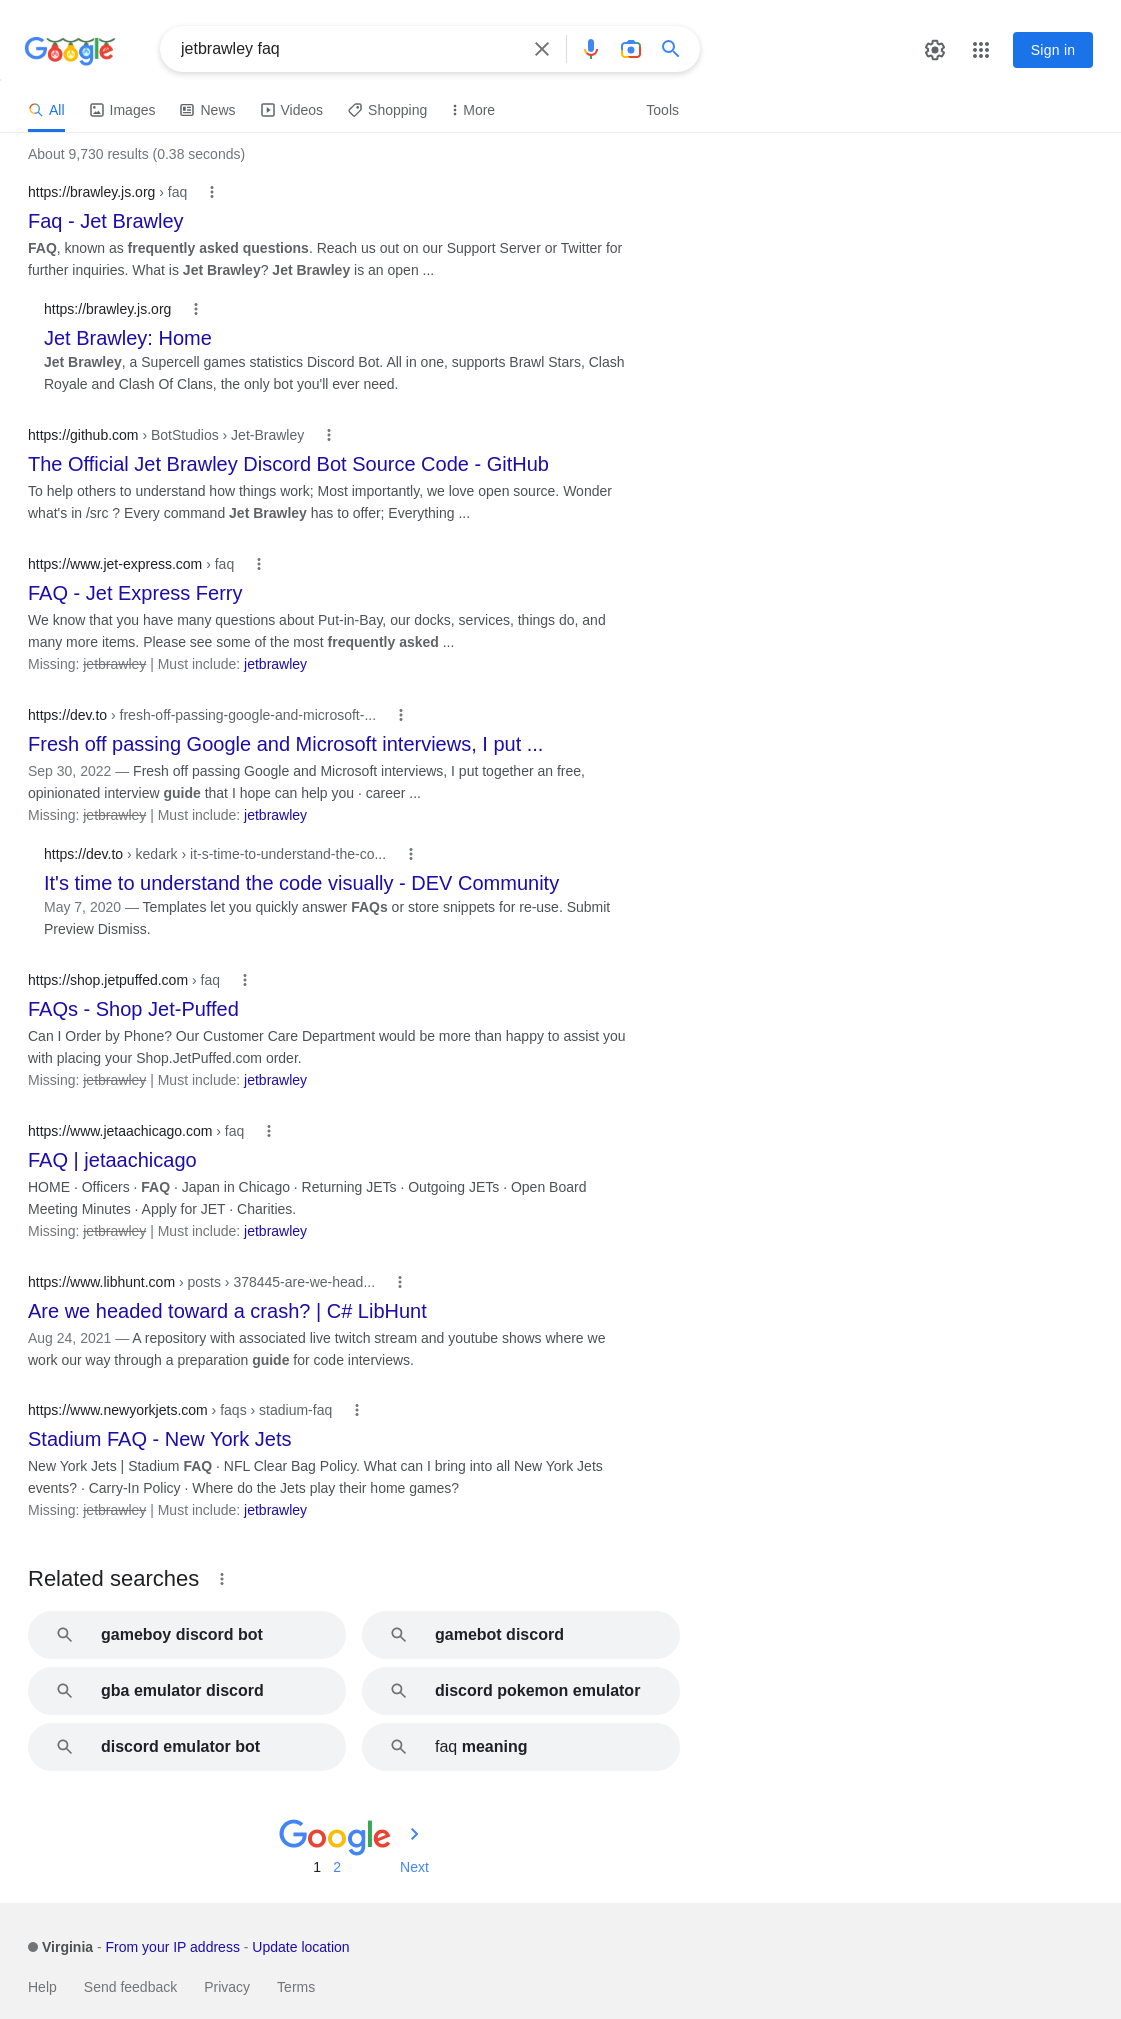 Google
jetbrawley faq
Sign in
All
Images
News
Videos
Shopping
More
Tools
About 9,730 results (0.38 seconds)
https://brawley.js.org › faq
Faq - Jet Brawley
FAQ, known as frequently asked questions. Reach us out on our Support Server or Twitter for
further inquiries. What is Jet Brawley? Jet Brawley is an open ...
https://brawley.js.org
Jet Brawley: Home
Jet Brawley, a Supercell games statistics Discord Bot. All in one, supports Brawl Stars, Clash
Royale and Clash Of Clans, the only bot you'll ever need.
https://github.com › BotStudios › Jet-Brawley
The Official Jet Brawley Discord Bot Source Code - GitHub
To help others to understand how things work; Most importantly, we love open source. Wonder
what's in /src ? Every command Jet Brawley has to offer; Everything ...
https://www.jet-express.com › faq
FAQ - Jet Express Ferry
We know that you have many questions about Put-in-Bay, our docks, services, things do, and
many more items. Please see some of the most frequently asked ...
Missing: jetbrawley | Must include: jetbrawley
https://dev.to › fresh-off-passing-google-and-microsoft-...
Fresh off passing Google and Microsoft interviews, I put ...
Sep 30, 2022 — Fresh off passing Google and Microsoft interviews, I put together an free,
opinionated interview guide that I hope can help you · career ...
Missing: jetbrawley | Must include: jetbrawley
https://dev.to › kedark › it-s-time-to-understand-the-co...
It's time to understand the code visually - DEV Community
May 7, 2020 — Templates let you quickly answer FAQs or store snippets for re-use. Submit
Preview Dismiss.
https://shop.jetpuffed.com › faq
FAQs - Shop Jet-Puffed
Can I Order by Phone? Our Customer Care Department would be more than happy to assist you
with placing your Shop.JetPuffed.com order.
Missing: jetbrawley | Must include: jetbrawley
https://www.jetaachicago.com › faq
FAQ | jetaachicago
HOME · Officers · FAQ · Japan in Chicago · Returning JETs · Outgoing JETs · Open Board
Meeting Minutes · Apply for JET · Charities.
Missing: jetbrawley | Must include: jetbrawley
https://www.libhunt.com › posts › 378445-are-we-head...
Are we headed toward a crash? | C# LibHunt
Aug 24, 2021 — A repository with associated live twitch stream and youtube shows where we
work our way through a preparation guide for code interviews.
https://www.newyorkjets.com › faqs › stadium-faq
Stadium FAQ - New York Jets
New York Jets | Stadium FAQ · NFL Clear Bag Policy. What can I bring into all New York Jets
events? · Carry-In Policy · Where do the Jets play their home games?
Missing: jetbrawley | Must include: jetbrawley
Related searches
gameboy discord bot
gamebot discord
gba emulator discord
discord pokemon emulator
discord emulator bot
faq meaning
Google
1 2 Next
Virginia - From your IP address - Update location
Help Send feedback Privacy Terms